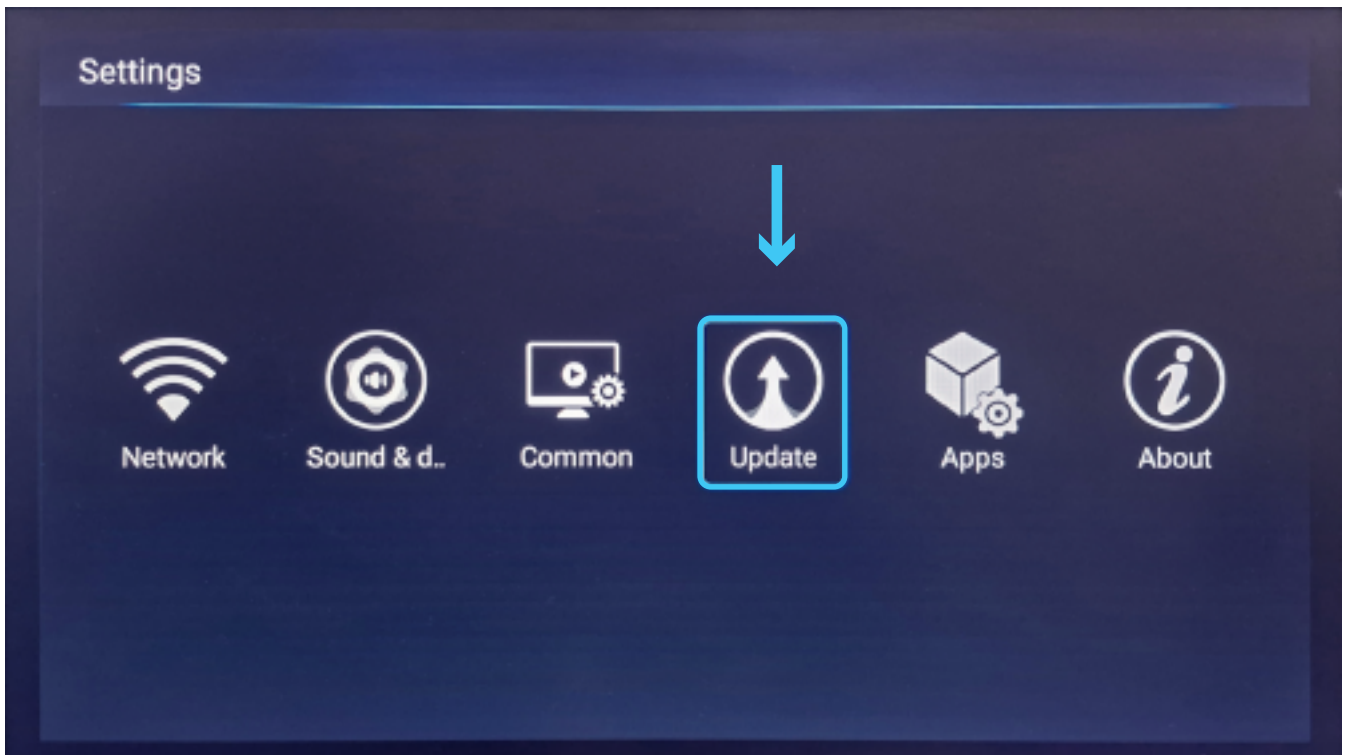 Settings
Network
Sound & d..
Common
Update
Apps
About